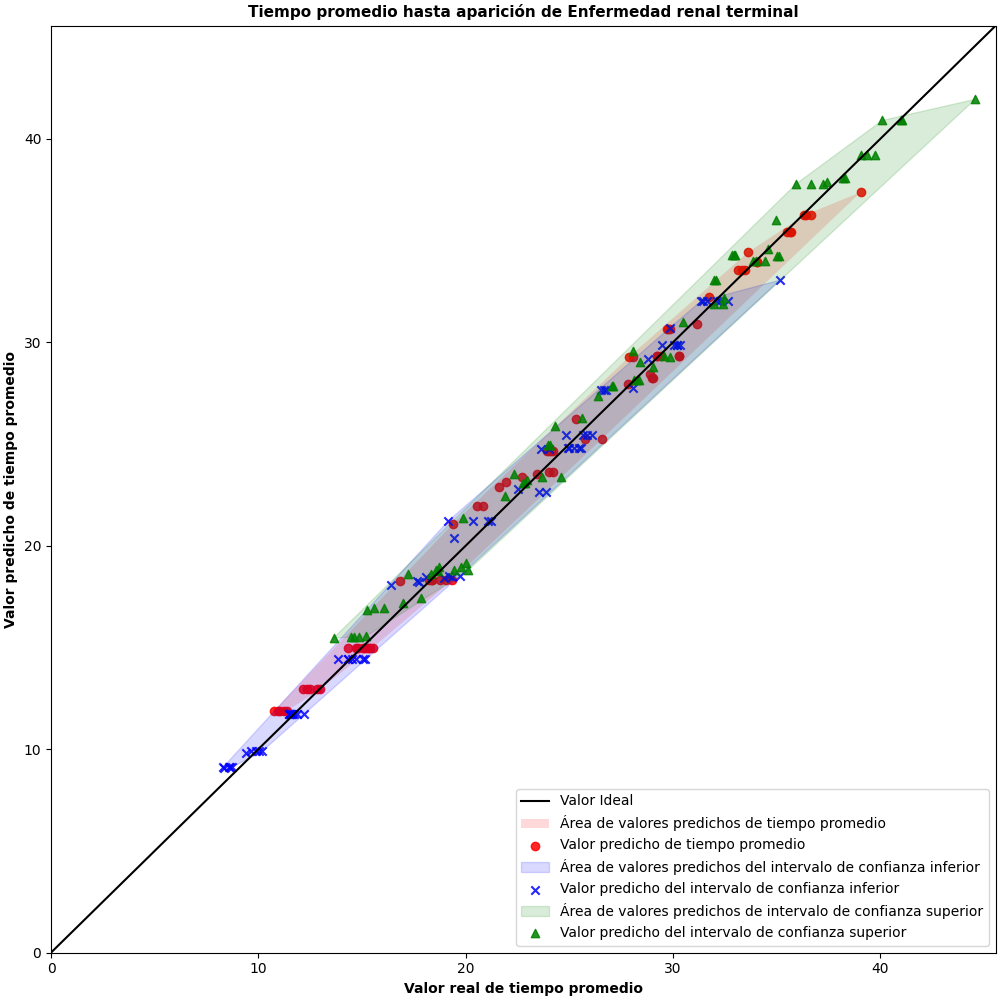 Tiempo promedio hasta aparición de Enfermedad renal terminal
Valor predicho de tiempo promedio
40
30
20
10
0
0 10 20 30 40
Valor real de tiempo promedio
Valor Ideal
Área de valores predichos de tiempo promedio
Valor predicho de tiempo promedio
Área de valores predichos del intervalo de confianza inferior
Valor predicho del intervalo de confianza inferior
Área de valores predichos de intervalo de confianza superior
Valor predicho del intervalo de confianza superior